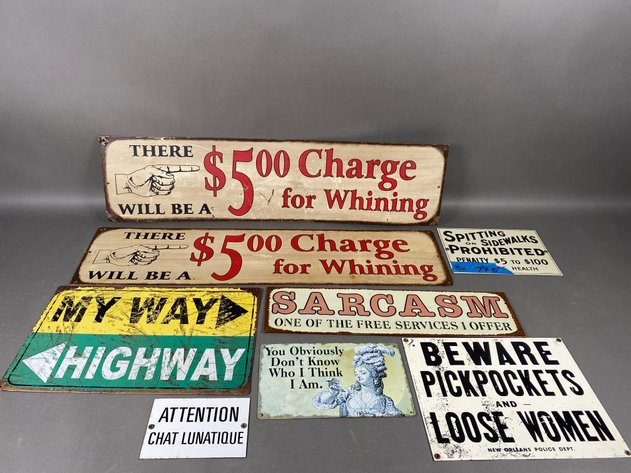 THERE
WILL BE A
$5.00 Charge
for Whining
THERE
WILL BE A
$5.00 Charge
for Whining
SPITTING
ON SIDEWALKS
PROHIBITED
PENALTY $5 TO $100
HEALTH
MY WAY
HIGHWAY
SARCASM
ONE OF THE FREE SERVICES I OFFER
You Obviously
Don't Know
Who I Think
I Am.
BEWARE
PICKPOCKETS
— AND —
LOOSE WOMEN
NEW ORLEANS POLICE DEPT.
ATTENTION
CHAT LUNATIQUE